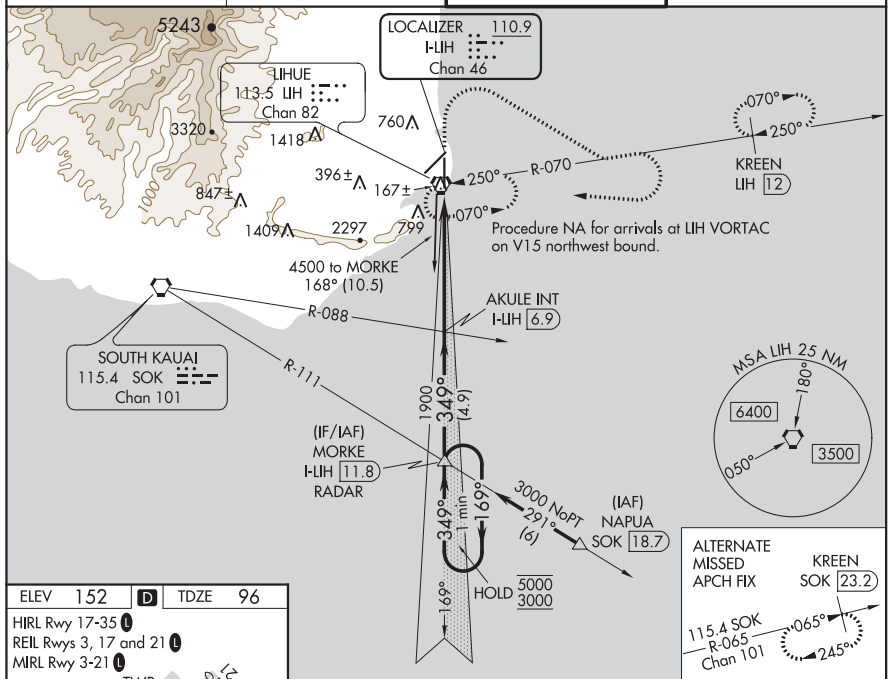 5243
LOCALIZER 110.9
I-LIH
Chan 46
LIHUE
113.5 LIH
Chan 82
760
070°
250°
3320
1418
KREEN
LIH 12
R-070
250°
396±
167±
847±
070°
799
1409
2297
Procedure NA for arrivals at LIH VORTAC
on V15 northwest bound.
4500 to MORKE
168° (10.5)
AKULE INT
I-LIH 6.9
R-088
SOUTH KAUAI
115.4 SOK
Chan 101
R-111
MSA LIH 25 NM
180°
6400
3500
050°
1900
349°
(4.9)
(IF/IAF)
MORKE
I-LIH 11.8
RADAR
349°
1 min
169°
3000 NoPT
291°
(6)
(IAF)
NAPUA
SOK 18.7
HOLD 5000
3000
169°
ALTERNATE
MISSED
APCH FIX
KREEN
SOK 23.2
115.4 SOK
R-065
Chan 101
065°
245°
ELEV 152 D TDZE 96
HIRL Rwy 17-35 L
REIL Rwys 3, 17 and 21 L
MIRL Rwy 3-21 L
21